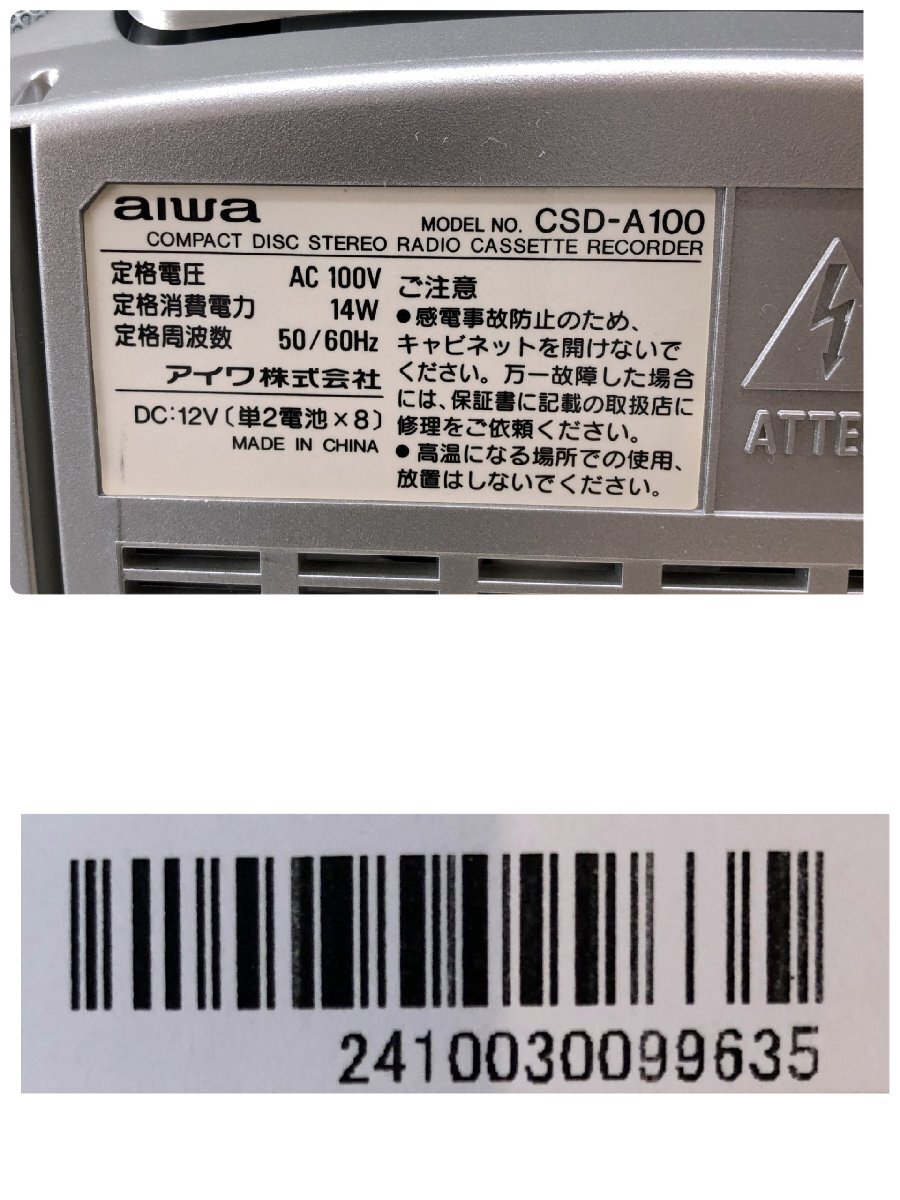 aiwa
MODEL NO. CSD-A100
COMPACT DISC STEREO RADIO CASSETTE RECORDER
定格電圧 AC 100V
定格消費電力 14W
定格周波数 50/60Hz
アイワ株式会社
DC:12V〔単2電池×8〕
MADE IN CHINA
ご注意
●感電事故防止のため、
キャビネットを開けないで
ください。万一故障した場合
には、保証書に記載の取扱店に
修理をご依頼ください。
●高温になる場所での使用、
放置はしないでください。
ATTE
2410030099635